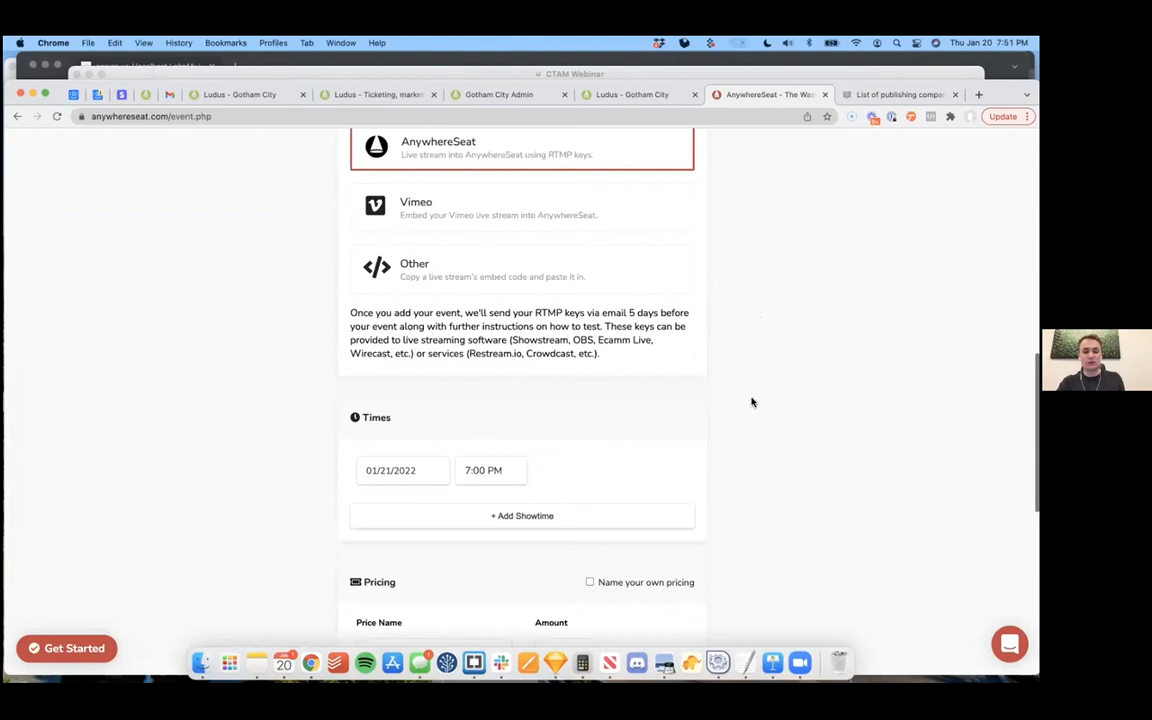 Chrome File Edit View History Bookmarks Profiles Tab Window Help Thu Jan 20 7:51 PM
CTAM Webinar
Ludus - Gotham City Ludus - Ticketing, market Gotham City Admin Ludus - Gotham City AnywhereSeat - The Was List of publishing compa
anywhereseat.com/event.php Update
AnywhereSeat
Live stream into AnywhereSeat using RTMP keys.
Vimeo
Embed your Vimeo live stream into AnywhereSeat.
Other
Copy a live stream's embed code and paste it in.
Once you add your event, we'll send your RTMP keys via email 5 days before
your event along with further instructions on how to test. These keys can be
provided to live streaming software (Showstream, OBS, Ecamm Live,
Wirecast, etc.) or services (Restream.io, Crowdcast, etc.).
Times
01/21/2022 7:00 PM
+ Add Showtime
Pricing Name your own pricing
Price Name Amount
Get Started
20